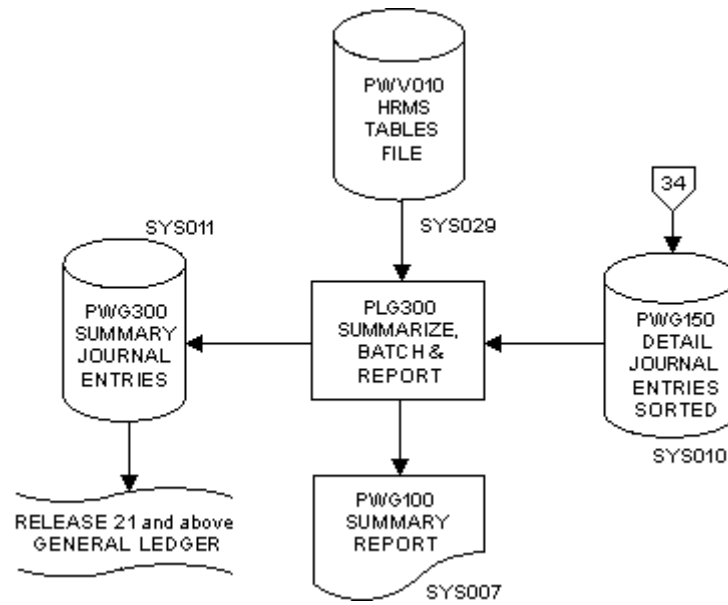 PWV010
HRMS
TABLES
FILE
34
SYS011
SYS029
PWG300
SUMMARY
JOURNAL
ENTRIES
PLG300
SUMMARIZE,
BATCH &
REPORT
PWG150
DETAIL
JOURNAL
ENTRIES
SORTED
SYS010
RELEASE 21 and above
GENERAL LEDGER
PWG100
SUMMARY
REPORT
SYS007